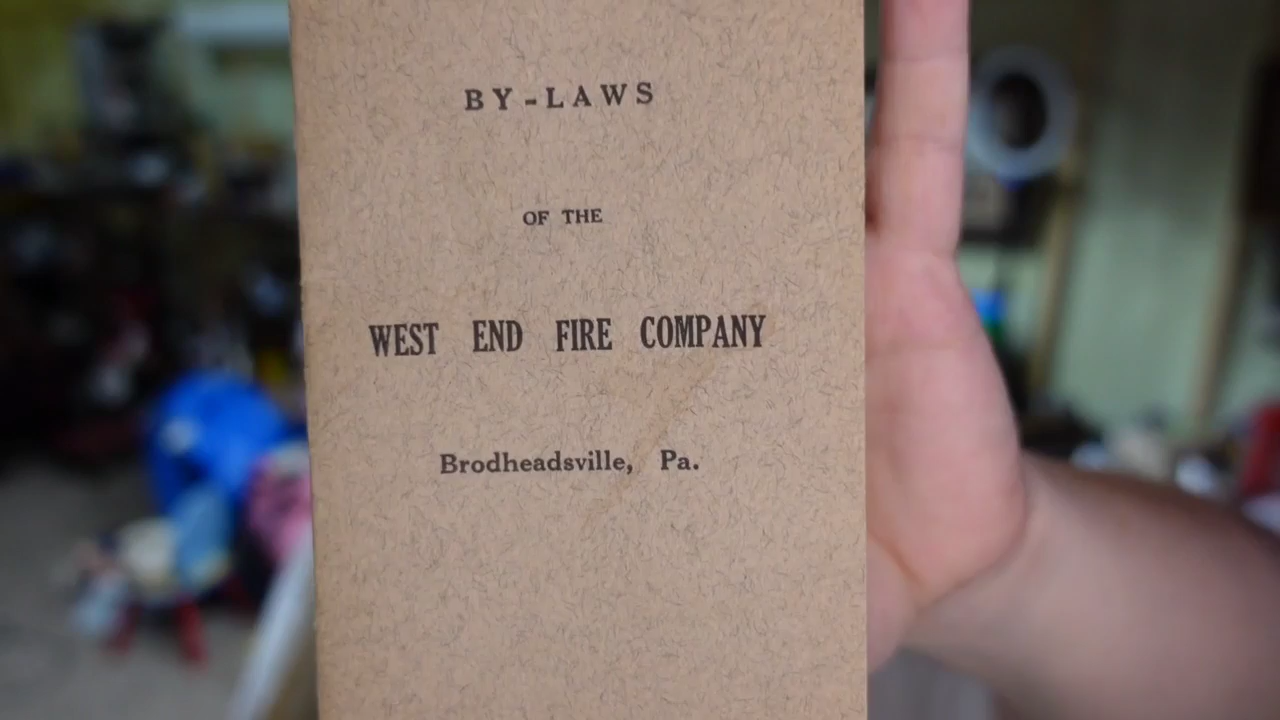 BY-LAWS
OF THE
WEST END FIRE COMPANY
Brodheadsville, Pa.